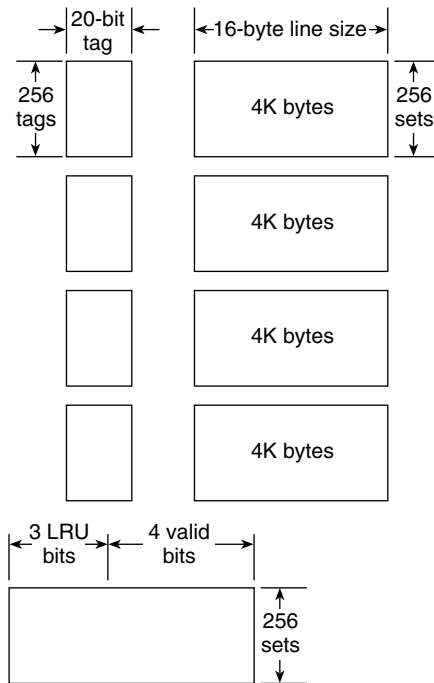 20-bit
tag
16-byte line size
256
tags
4K bytes
256
sets
4K bytes
4K bytes
4K bytes
3 LRU
bits
4 valid
bits
256
sets